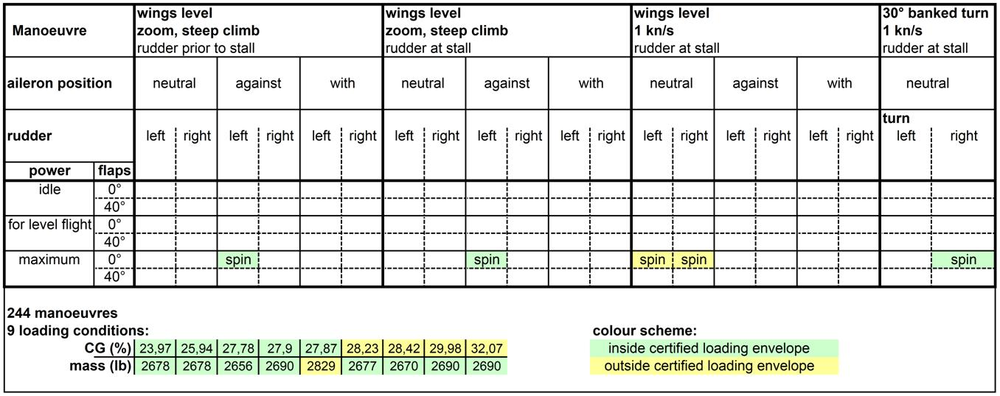 Manoeuvre
wings level
zoom, steep climb
rudder prior to stall
wings level
zoom, steep climb
rudder at stall
wings level
1 kn/s
rudder at stall
30° banked turn
1 kn/s
rudder at stall
aileron position neutral against with neutral against with neutral against with neutral
turn
rudder left right left right left right left right left right left right left right left right left right left right
power flaps
idle 0°
40°
for level flight 0°
40°
maximum 0° spin spin spin spin spin
40°
244 manoeuvres
9 loading conditions:
CG (%) 23,97 25,94 27,78 27,9 27,87 28,23 28,42 29,98 32,07
mass (lb) 2678 2678 2656 2690 2829 2677 2670 2690 2690
colour scheme:
inside certified loading envelope
outside certified loading envelope